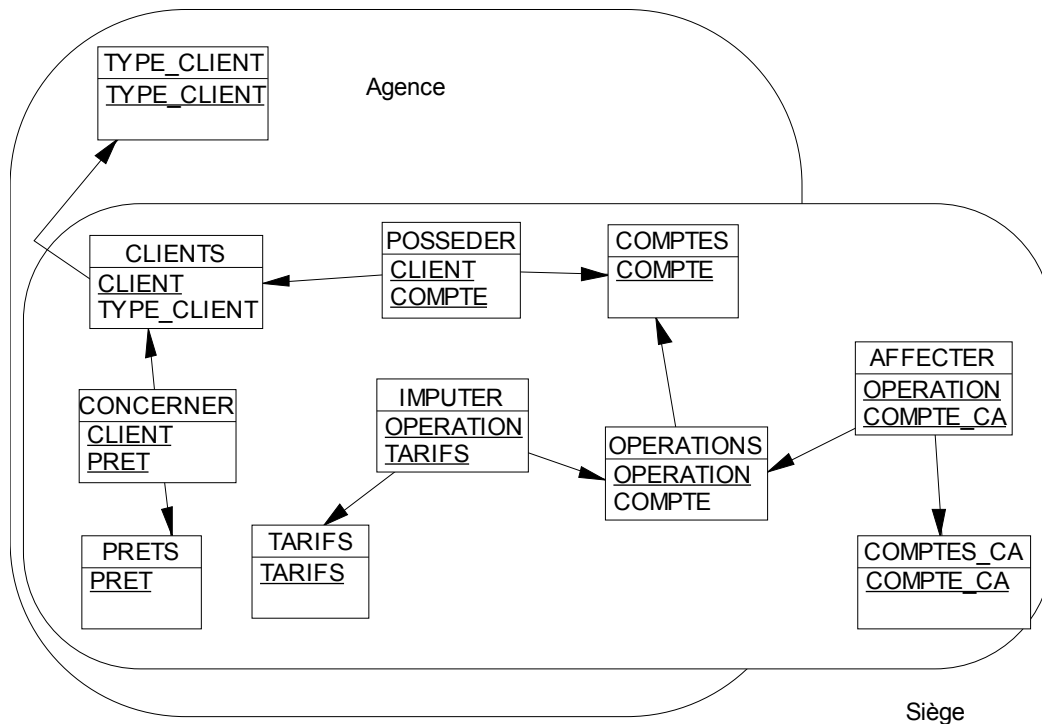 TYPE_CLIENT
TYPE_CLIENT
Agence
CLIENTS
CLIENT
TYPE_CLIENT
POSSEDER
CLIENT
COMPTE
COMPTES
COMPTE
CONCERNER
CLIENT
PRET
IMPUTER
OPERATION
TARIFS
OPERATIONS
OPERATION
COMPTE
AFFECTER
OPERATION
COMPTE_CA
PRETS
PRET
TARIFS
TARIFS
COMPTES_CA
COMPTE_CA
Siège